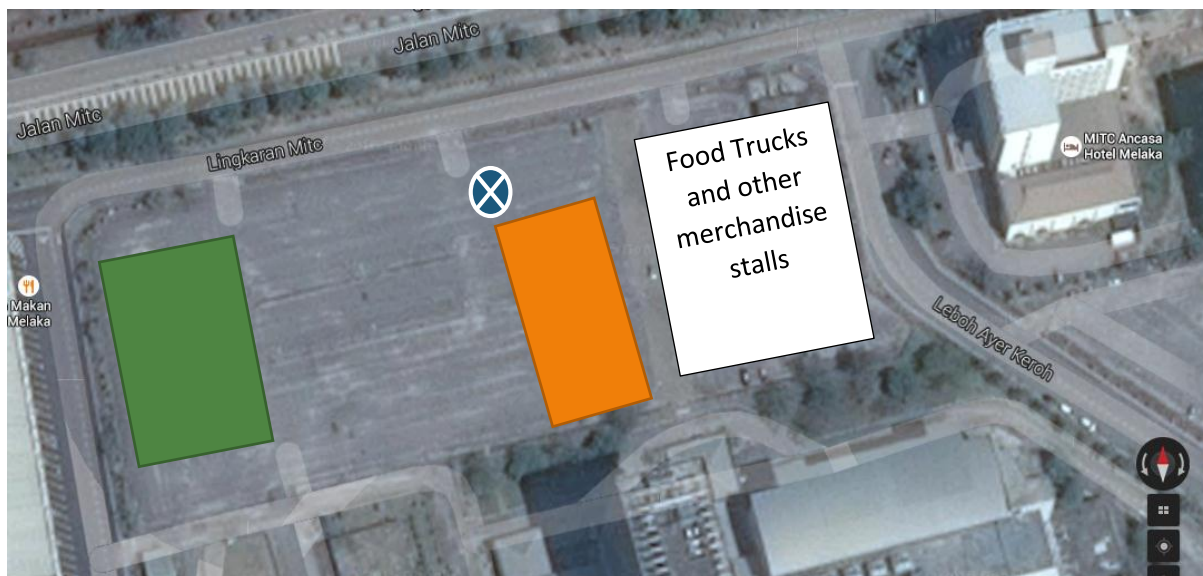 Jalan Mitc
Jalan Mitc
Lingkaran Mitc
Food Trucks
and other
merchandise
stalls
MITC Ancasa
Hotel Melaka
Makan
Melaka
Leboh Ayer Keroh